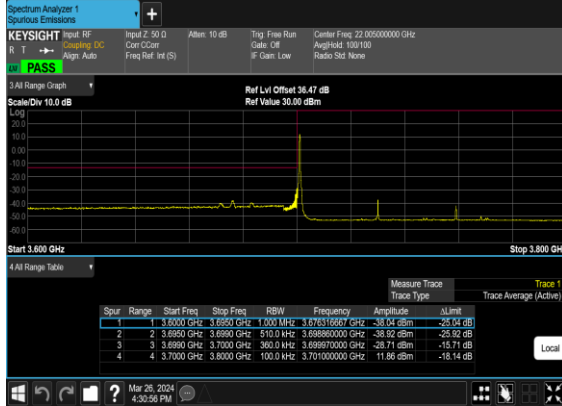 Spectrum Analyzer 1
Spurious Emissions
+
KEYSIGHT Input: RF Input Z: 50 Ω Atten: 10 dB Trig: Free Run Center Freq: 22.005000000 GHz
R T Coupling: DC Corr CCorr Gate: Off Avg|Hold: 100/100
Align: Auto Freq Ref: Int (S) IF Gain: Low Radio Std: None
PASS
3 All Range Graph Ref Lvl Offset 36.47 dB
Scale/Div 10.0 dB Ref Value 30.00 dBm
Log
20.0
10.0
0.00
-10.0
-20.0
-30.0
-40.0
-50.0
-60.0
Start 3.600 GHz Stop 3.800 GH
4 All Range Table
Measure Trace Trace 1
Trace Type Trace Average (Active)
Spur Range Start Freq Stop Freq RBW Frequency Amplitude ΔLimit
1 1 3.6000 GHz 3.6950 GHz 1.000 MHz 3.676316667 GHz -38.04 dBm -25.04 dB
2 2 3.6950 GHz 3.6990 GHz 510.0 kHz 3.698860000 GHz -38.92 dBm -25.92 dB
3 3 3.6990 GHz 3.7000 GHz 360.0 kHz 3.699970000 GHz -28.71 dBm -15.71 dB
4 4 3.7000 GHz 3.8000 GHz 100.0 kHz 3.701000000 GHz 11.86 dBm -18.14 dB
Local
? Mar 26, 2024
4:30:56 PM